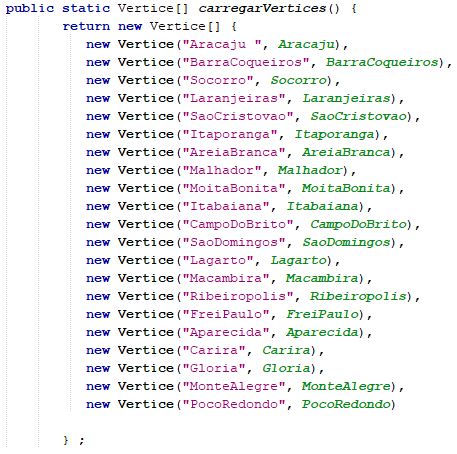 public static Vertice[] carregarVertices() {
return new Vertice[] {
new Vertice("Aracaju ", Aracaju),
new Vertice("BarraCoqueiros", BarraCoqueiros),
new Vertice("Socorro", Socorro),
new Vertice("Laranjeiras", Laranjeiras),
new Vertice("SaoCristovao", SaoCristovao),
new Vertice("Itaporanga", Itaporanga),
new Vertice("AreiaBranca", AreiaBranca),
new Vertice("Malhador", Malhador),
new Vertice("MoitaBonita", MoitaBonita),
new Vertice("Itabaiana", Itabaiana),
new Vertice("CampoDoBrito", CampoDoBrito),
new Vertice("SaoDomingos", SaoDomingos),
new Vertice("Lagarto", Lagarto),
new Vertice("Macambira", Macambira),
new Vertice("Ribeiropolis", Ribeiropolis),
new Vertice("FreiPaulo", FreiPaulo),
new Vertice("Aparecida", Aparecida),
new Vertice("Carira", Carira),
new Vertice("Gloria", Gloria),
new Vertice("MonteAlegre", MonteAlegre),
new Vertice("PocoRedondo", PocoRedondo)
} ;